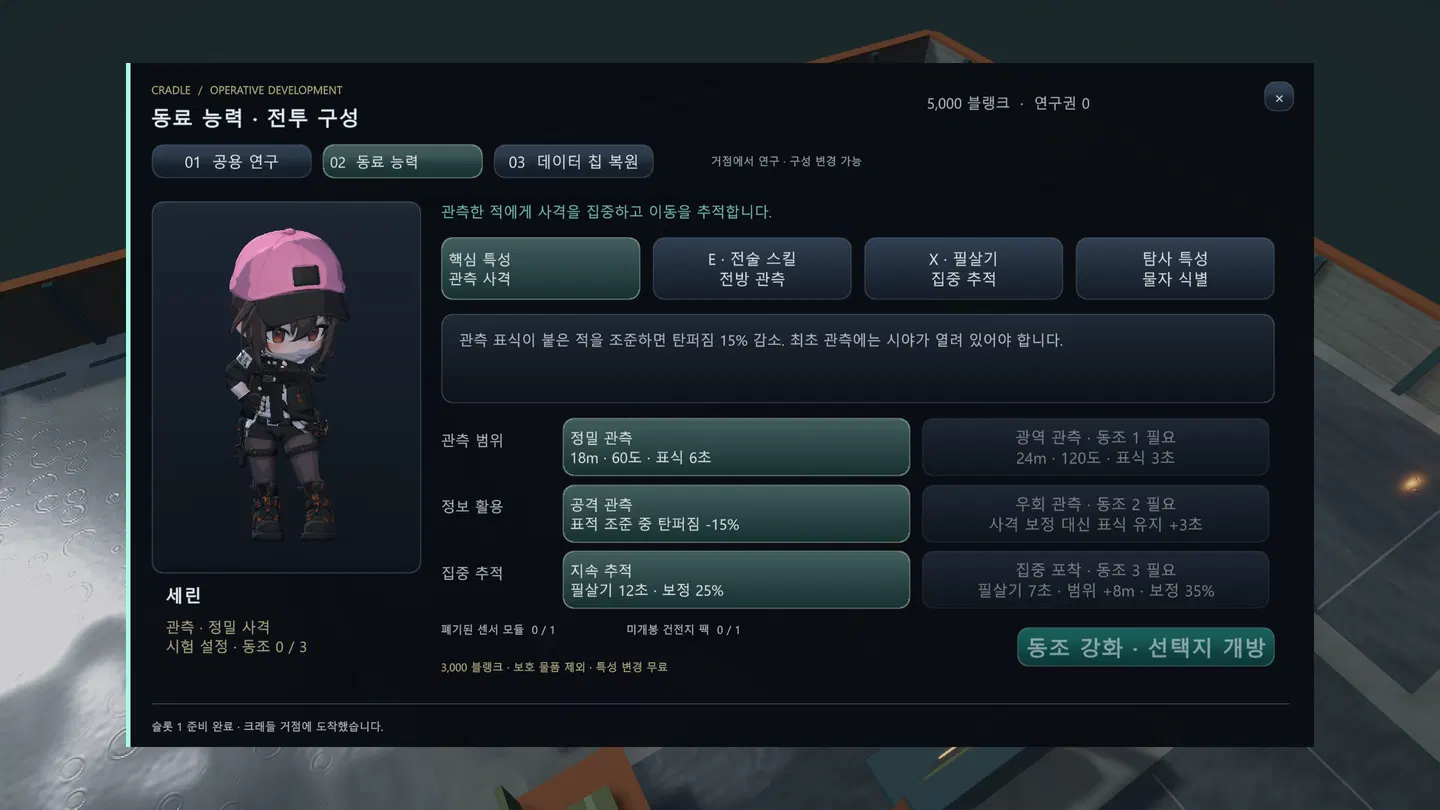 CRADLE / OPERATIVE DEVELOPMENT
동료 능력 · 전투 구성
5,000 블랭크 · 연구권 0
×
01 공용 연구
02 동료 능력
03 데이터 칩 복원
거점에서 연구 · 구성 변경 가능
관측한 적에게 사격을 집중하고 이동을 추적합니다.
핵심 특성
관측 사격
E · 전술 스킬
전방 관측
X · 필살기
집중 추적
탐사 특성
물자 식별
관측 표식이 붙은 적을 조준하면 탄퍼짐 15% 감소. 최초 관측에는 시야가 열려 있어야 합니다.
관측 범위
정밀 관측
18m · 60도 · 표식 6초
광역 관측 · 동조 1 필요
24m · 120도 · 표식 3초
정보 활용
공격 관측
표적 조준 중 탄퍼짐 -15%
우회 관측 · 동조 2 필요
사격 보정 대신 표식 유지 +3초
집중 추적
지속 추적
필살기 12초 · 보정 25%
집중 포착 · 동조 3 필요
필살기 7초 · 범위 +8m · 보정 35%
세린
관측 · 정밀 사격
시험 설정 · 동조 0 / 3
폐기된 센서 모듈 0 / 1
미개봉 건전지 팩 0 / 1
동조 강화 · 선택지 개방
3,000 블랭크 · 보호 물품 제외 · 특성 변경 무료
슬롯 1 준비 완료 · 크래들 거점에 도착했습니다.